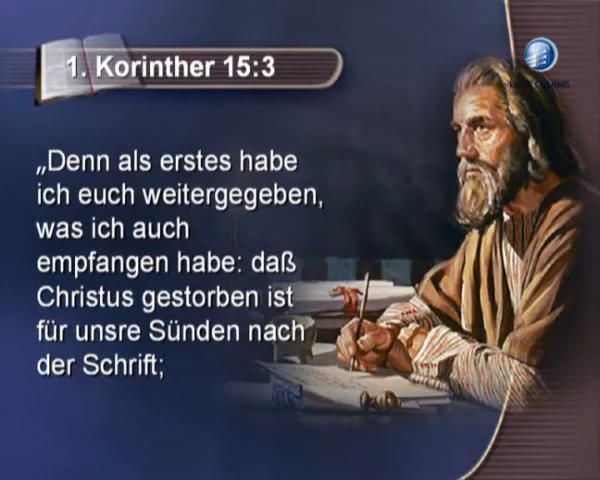 1. Korinther 15:3
„Denn als erstes habe
ich euch weitergegeben,
was ich auch
empfangen habe: daß
Christus gestorben ist
für unsre Sünden nach
der Schrift;